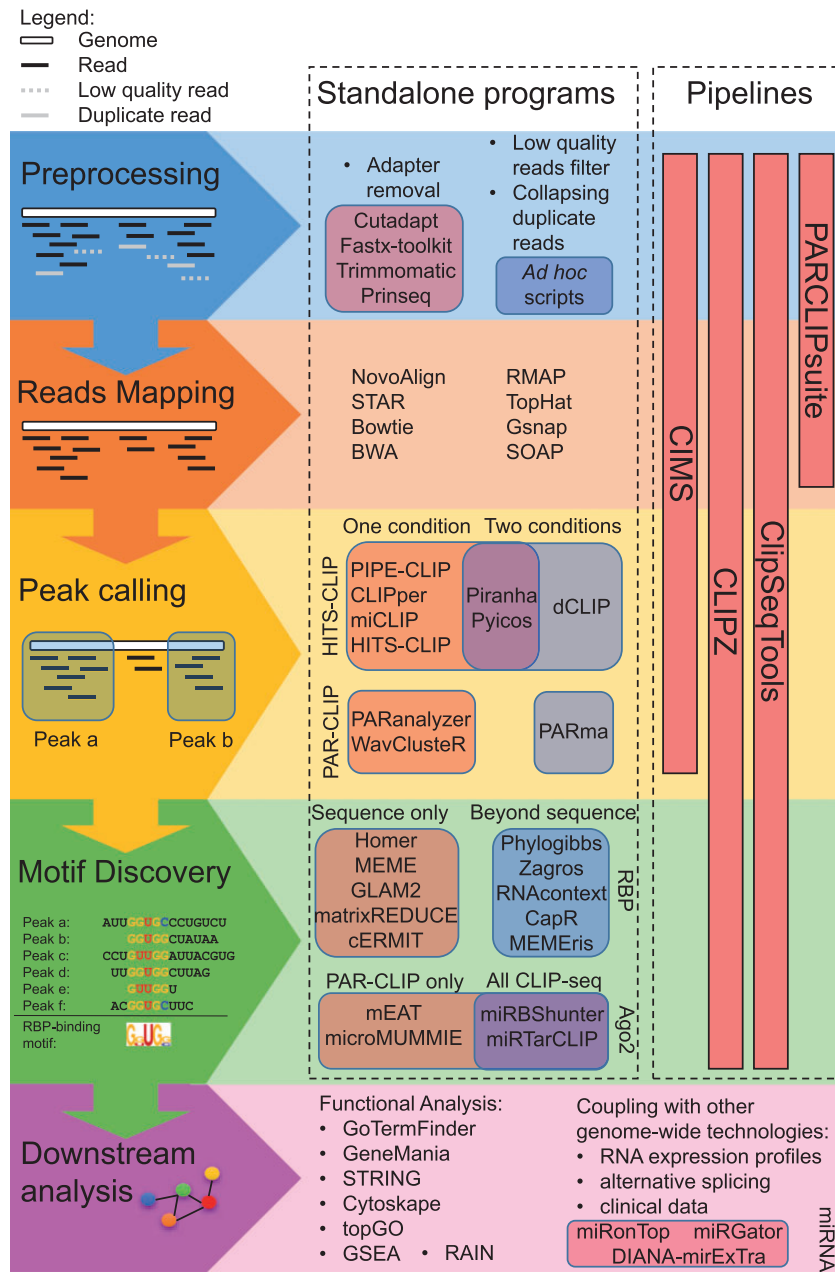 Legend:
Genome
Read
Low quality read
Duplicate read
Standalone programs
Pipelines
Preprocessing
• Adapter
removal
Cutadapt
Fastx-toolkit
Trimmomatic
Prinseq
• Low quality
reads filter
• Collapsing
duplicate
reads
Ad hoc
scripts
Reads Mapping
NovoAlign
STAR
Bowtie
BWA
RMAP
TopHat
Gsnap
SOAP
Peak calling
Peak a
Peak b
One condition
Two conditions
HITS-CLIP
PIPE-CLIP
CLIPper
miCLIP
HITS-CLIP
Piranha
Pyicos
dCLIP
PAR-CLIP
PARanalyzer
WavClusteR
PARma
Motif Discovery
Peak a: AUUGGUGCCCUGUCU
Peak b: GGUGGCUAUAA
Peak c: CCUGUUGGAUUACGUG
Peak d: UUGGUGGCUUAG
Peak e: GUUGGU
Peak f: ACGGUGCUUC
RBP-binding
motif:
GGUGG
Sequence only
Beyond sequence
Homer
MEME
GLAM2
matrixREDUCE
cERMIT
Phylogibbs
Zagros
RNAcontext
CapR
MEMEris
RBP
PAR-CLIP only
All CLIP-seq
mEAT
microMUMMIE
miRBShunter
miRTarCLIP
Ago2
CIMS
CLIPZ
ClipSeqTools
PARCLIPsuite
Downstream
analysis
Functional Analysis:
• GoTermFinder
• GeneMania
• STRING
• Cytoskape
• topGO
• GSEA • RAIN
Coupling with other
genome-wide technologies:
• RNA expression profiles
• alternative splicing
• clinical data
miRonTop miRGator
DIANA-mirExTra
miRNA